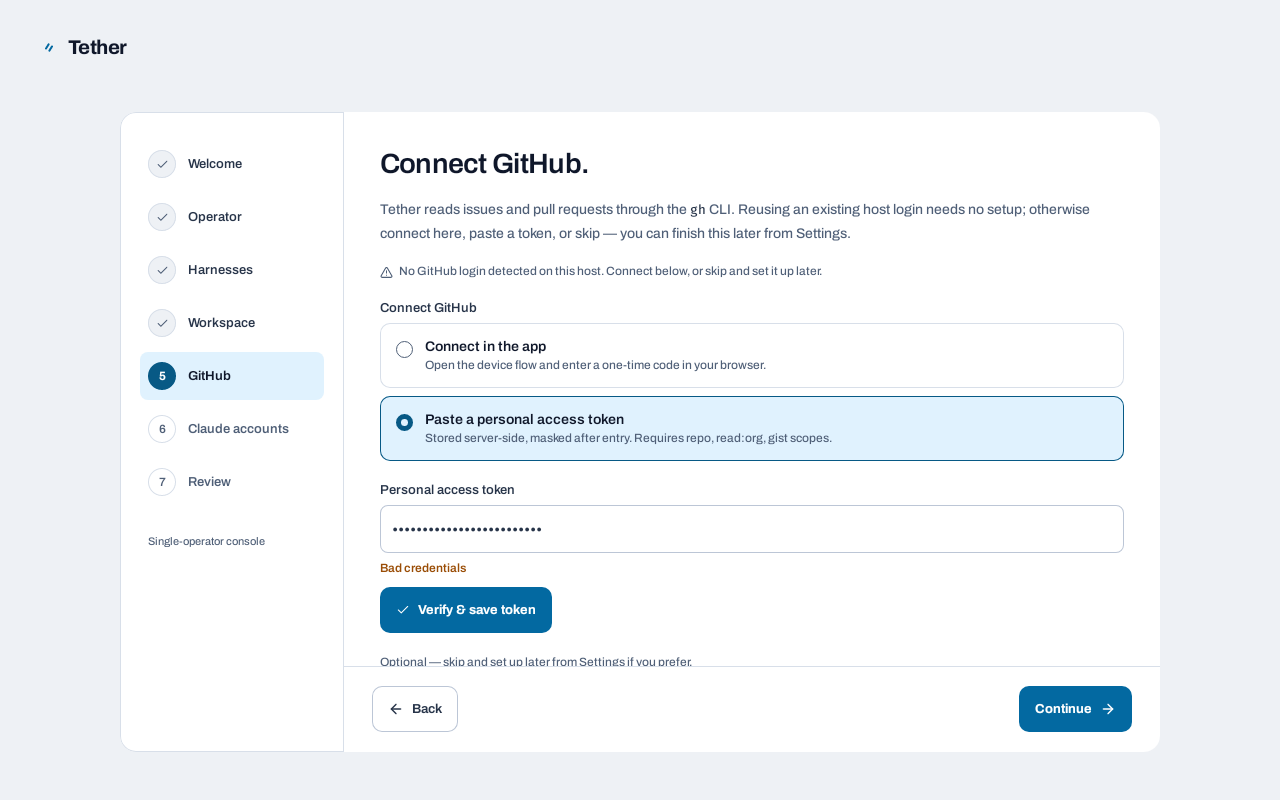 Tether
Welcome
Operator
Harnesses
Workspace
5 GitHub
6 Claude accounts
7 Review
Single-operator console
Connect GitHub.
Tether reads issues and pull requests through the gh CLI. Reusing an existing host login needs no setup; otherwise
connect here, paste a token, or skip — you can finish this later from Settings.
No GitHub login detected on this host. Connect below, or skip and set it up later.
Connect GitHub
Connect in the app
Open the device flow and enter a one-time code in your browser.
Paste a personal access token
Stored server-side, masked after entry. Requires repo, read:org, gist scopes.
Personal access token
•••••••••••••••••••••••••
Bad credentials
Verify & save token
Optional — skip and set up later from Settings if you prefer.
Back
Continue